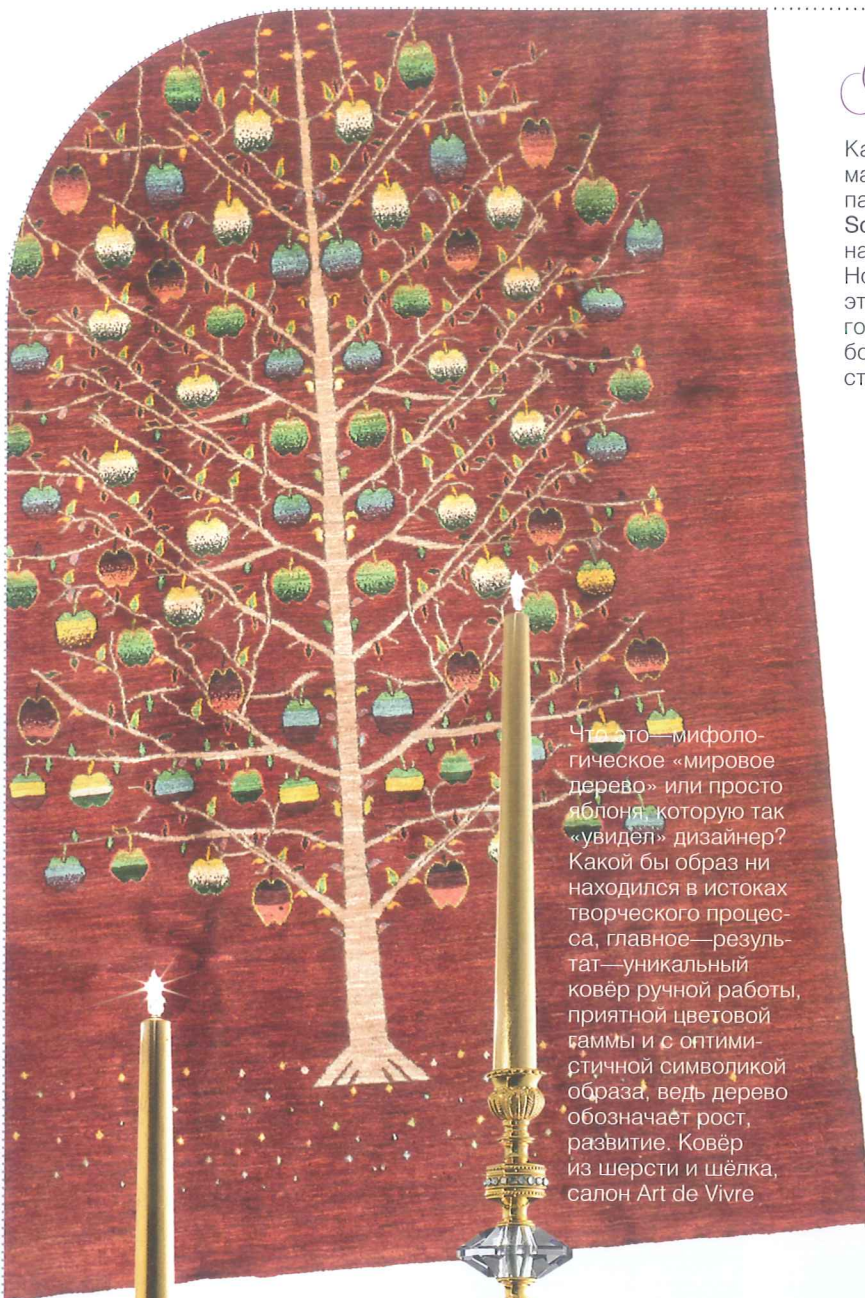 Что это—мифоло-
гическое «мировое
дерево» или просто
яблоня, которую так
«увидел» дизайнер?
Какой бы образ ни
находился в истоках
творческого процес-
са, главное—резуль-
тат—уникальный
ковёр ручной работы,
приятной цветовой
гаммы и с оптими-
стичной символикой
образа, ведь дерево
обозначает рост,
развитие. Ковёр
из шерсти и шёлка,
салон Art de Vivre